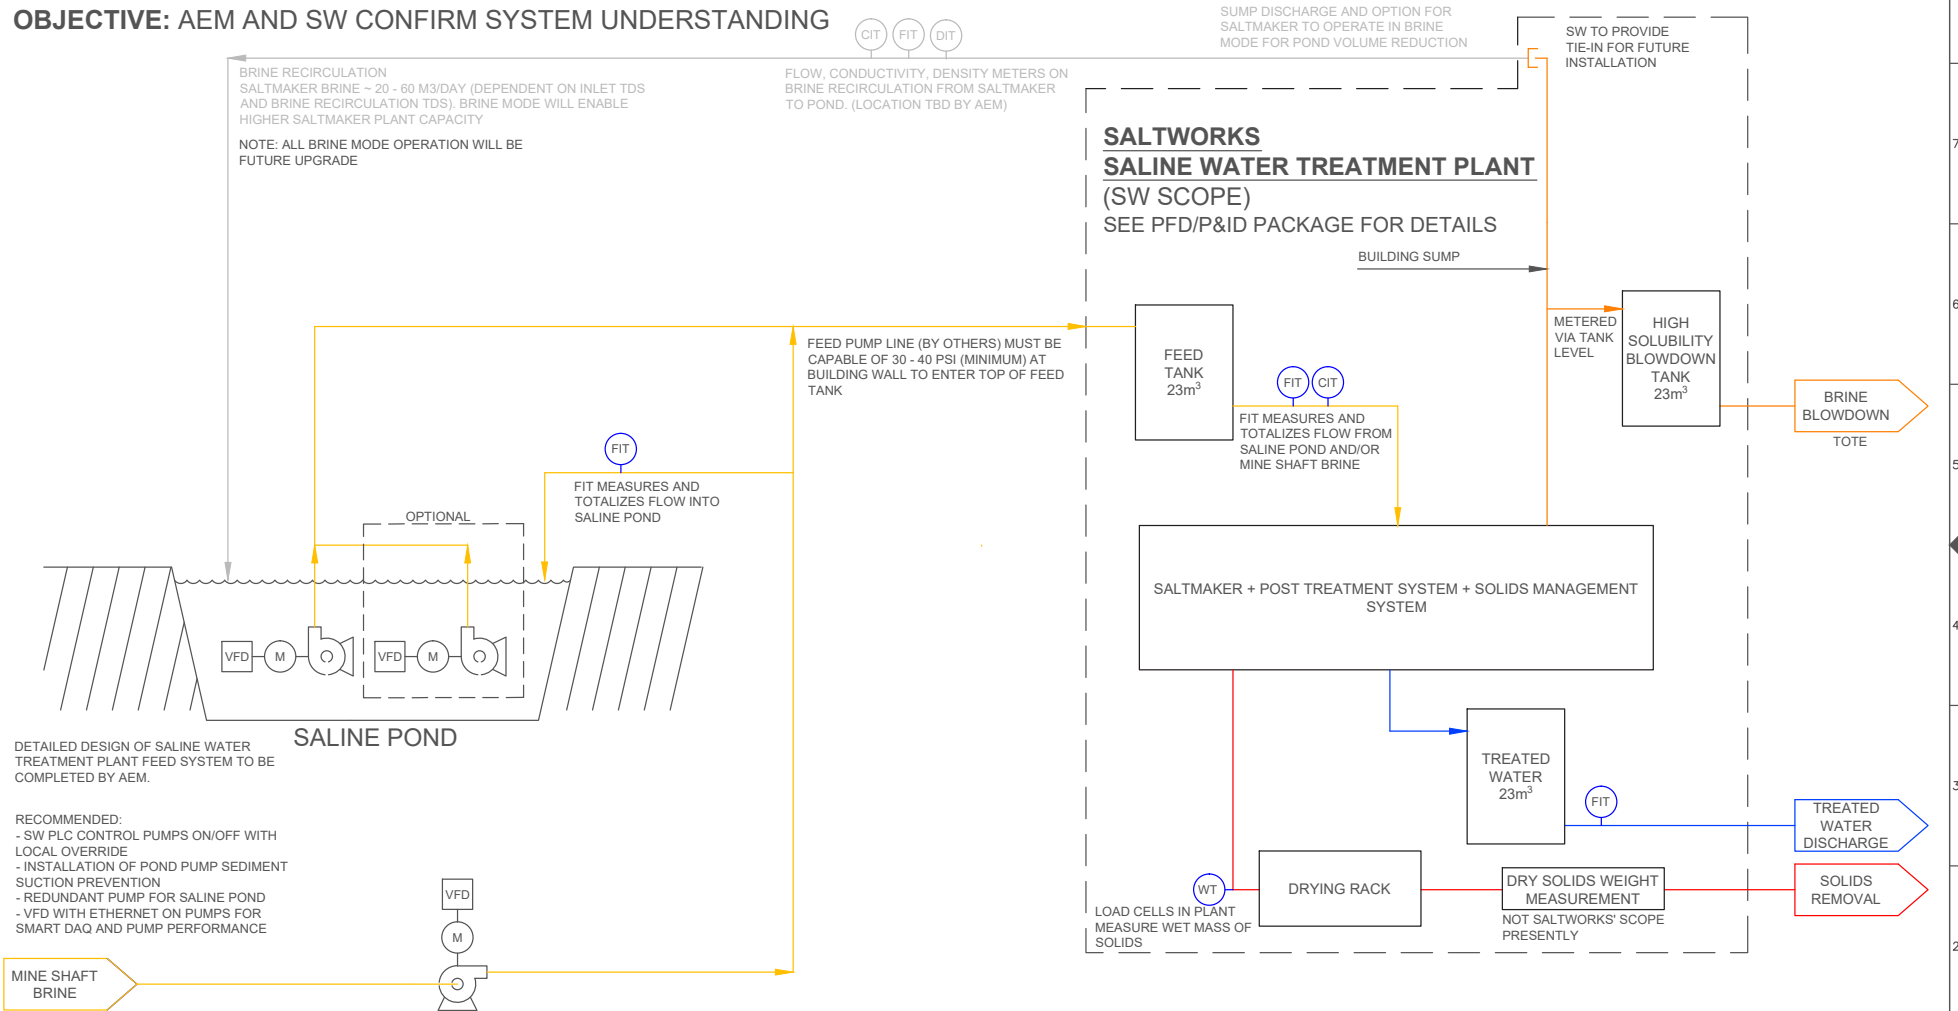 OBJECTIVE: AEM AND SW CONFIRM SYSTEM UNDERSTANDING
CIT
FIT
DIT
SUMP DISCHARGE AND OPTION FOR
SALTMAKER TO OPERATE IN BRINE
MODE FOR POND VOLUME REDUCTION
SW TO PROVIDE
TIE-IN FOR FUTURE
INSTALLATION
BRINE RECIRCULATION
SALTMAKER BRINE ~ 20 - 60 M3/DAY (DEPENDENT ON INLET TDS
AND BRINE RECIRCULATION TDS). BRINE MODE WILL ENABLE
HIGHER SALTMAKER PLANT CAPACITY
NOTE: ALL BRINE MODE OPERATION WILL BE
FUTURE UPGRADE
FLOW, CONDUCTIVITY, DENSITY METERS ON
BRINE RECIRCULATION FROM SALTMAKER
TO POND. (LOCATION TBD BY AEM)
SALTWORKS
SALINE WATER TREATMENT PLANT
(SW SCOPE)
SEE PFD/P&ID PACKAGE FOR DETAILS
BUILDING SUMP
7
6
5
4
3
2
FEED PUMP LINE (BY OTHERS) MUST BE
CAPABLE OF 30 - 40 PSI (MINIMUM) AT
BUILDING WALL TO ENTER TOP OF FEED
TANK
FEED
TANK
23m³
METERED
VIA TANK
LEVEL
HIGH
SOLUBILITY
BLOWDOWN
TANK
23m³
BRINE
BLOWDOWN
TOTE
FIT
CIT
FIT MEASURES AND
TOTALIZES FLOW FROM
SALINE POND AND/OR
MINE SHAFT BRINE
FIT
FIT MEASURES AND
TOTALIZES FLOW INTO
SALINE POND
OPTIONAL
VFD
M
VFD
M
SALINE POND
SALTMAKER + POST TREATMENT SYSTEM + SOLIDS MANAGEMENT
SYSTEM
DETAILED DESIGN OF SALINE WATER
TREATMENT PLANT FEED SYSTEM TO BE
COMPLETED BY AEM.
RECOMMENDED:
- SW PLC CONTROL PUMPS ON/OFF WITH
LOCAL OVERRIDE
- INSTALLATION OF POND PUMP SEDIMENT
SUCTION PREVENTION
- REDUNDANT PUMP FOR SALINE POND
- VFD WITH ETHERNET ON PUMPS FOR
SMART DAQ AND PUMP PERFORMANCE
TREATED
WATER
23m³
FIT
TREATED
WATER
DISCHARGE
WT
DRYING RACK
DRY SOLIDS WEIGHT
MEASUREMENT
SOLIDS
REMOVAL
LOAD CELLS IN PLANT
MEASURE WET MASS OF
SOLIDS
NOT SALTWORKS' SCOPE
PRESENTLY
VFD
M
MINE SHAFT
BRINE